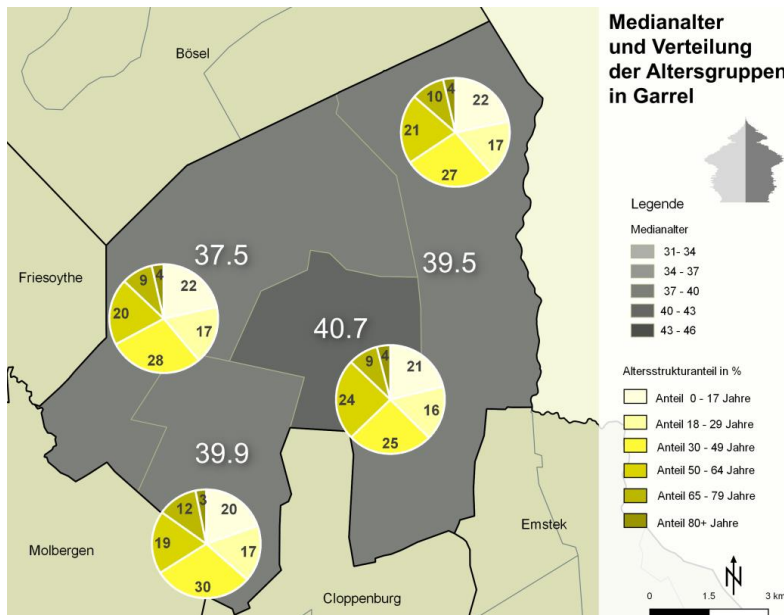 Medianalter
und Verteilung
der Altersgruppen
in Garrel
Legende
Medianalter
31- 34
34 - 37
37 - 40
40 - 43
43 - 46
Altersstrukturanteil in %
Anteil 0 - 17 Jahre
Anteil 18 - 29 Jahre
Anteil 30 - 49 Jahre
Anteil 50 - 64 Jahre
Anteil 65 - 79 Jahre
Anteil 80+ Jahre
N
0 1.5 3 km
Bösel
Friesoythe
Molbergen
Cloppenburg
Emstek
39.5
22
17
27
21
10
4
37.5
22
17
28
20
9
4
40.7
21
16
25
24
9
4
39.9
20
17
30
19
12
3